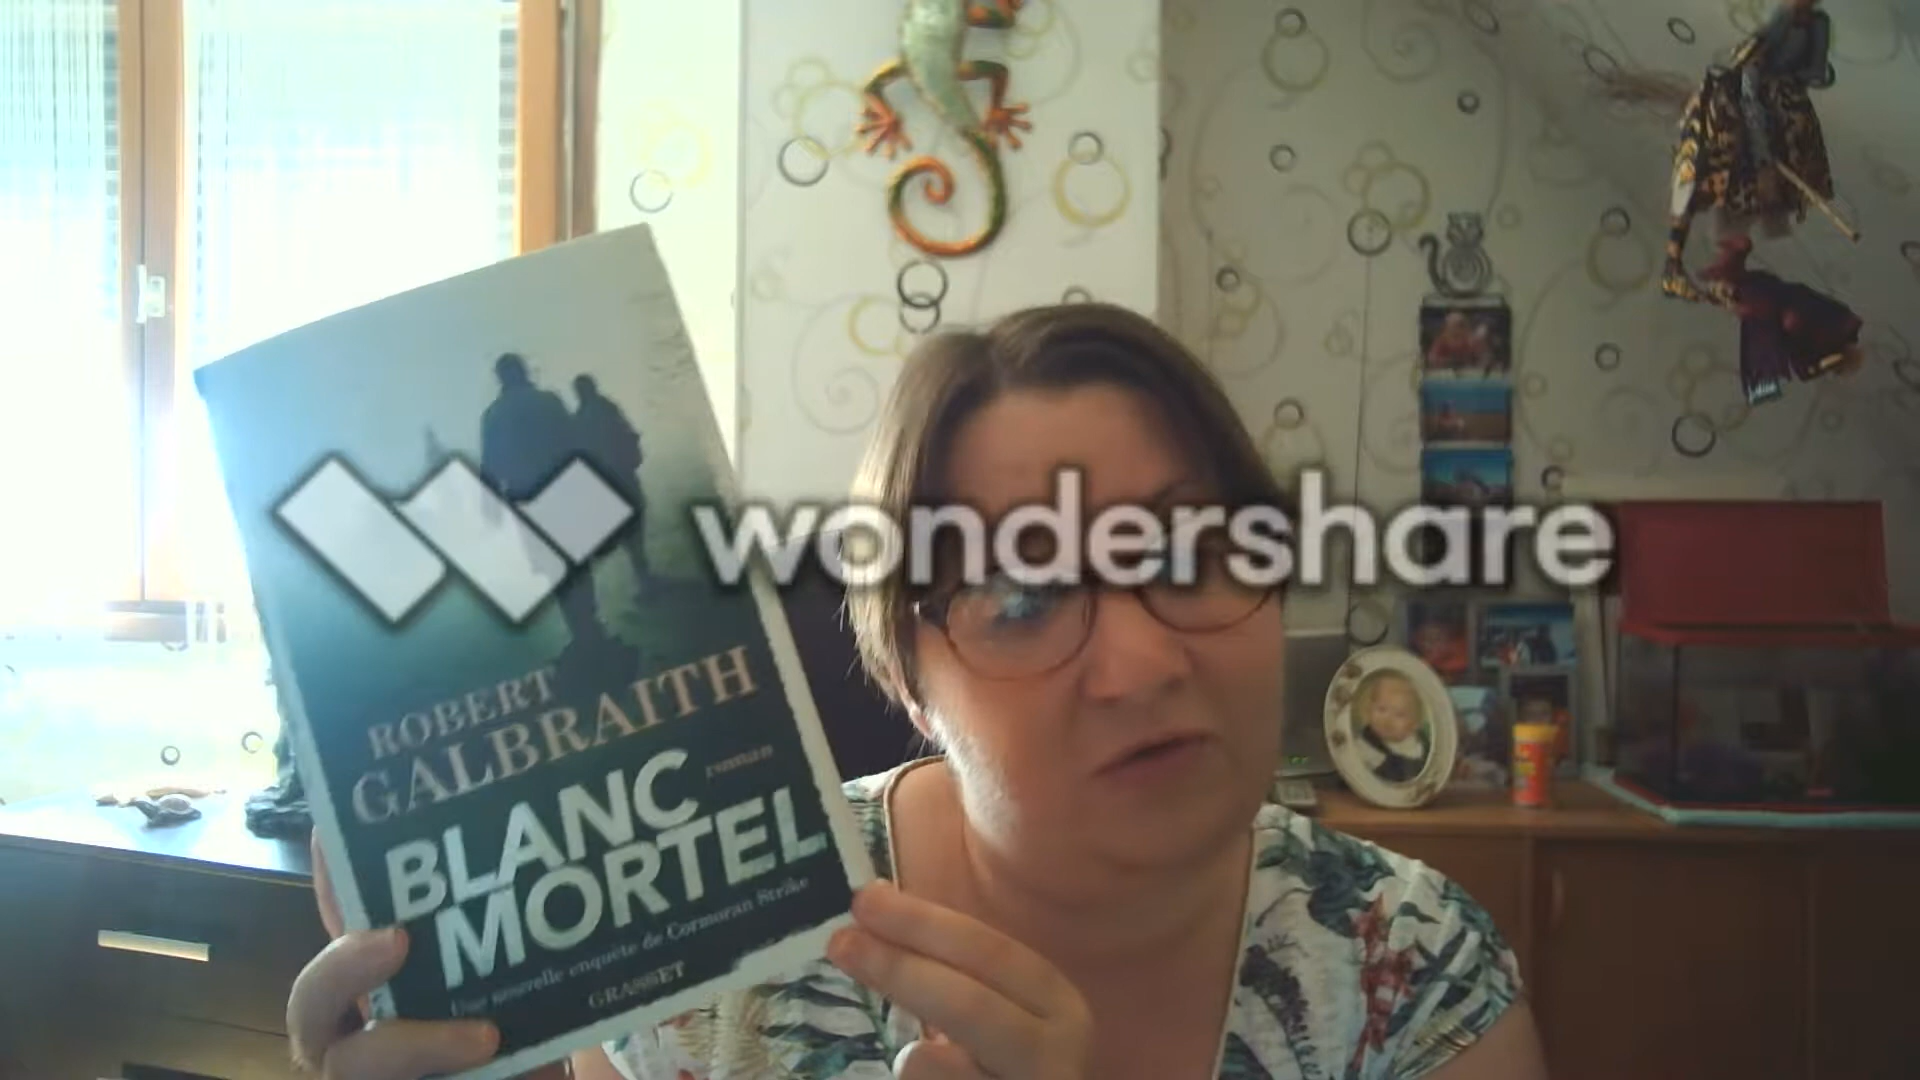 wondershare
ROBERT
GALBRAITH
roman
BLANC
MORTEL
Une nouvelle enquête de Cormoran Strike
GRASSET